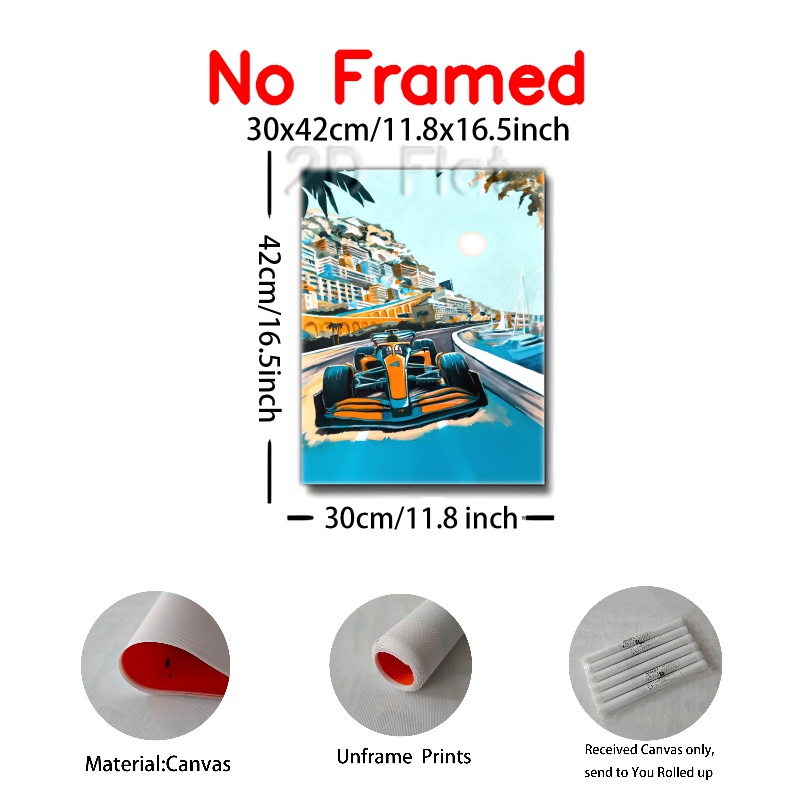 No Framed
30x42cm/11.8x16.5inch
2D Flat
42cm/16.5inch
4
30cm/11.8 inch
Material:Canvas
Unframe Prints
Received Canvas only,
send to You Rolled up